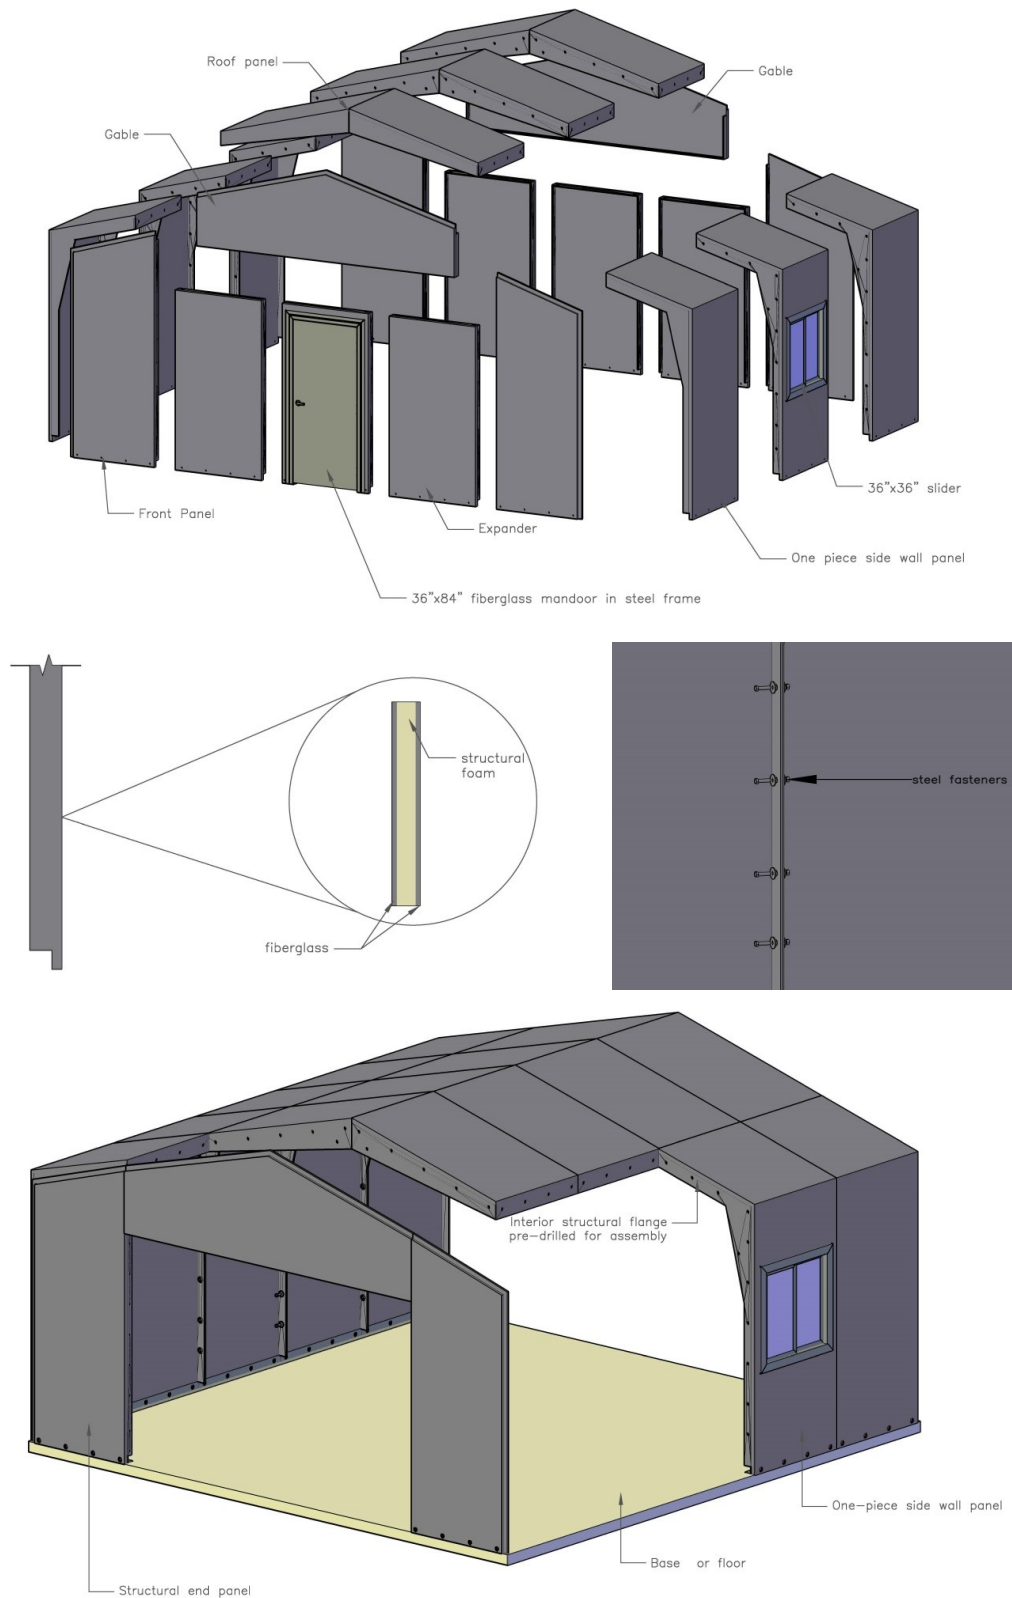 Roof panel
Gable
Gable
36"x36" slider
Front Panel
Expander
One piece side wall panel
36"x84" fiberglass mandoor in steel frame
structural
foam
steel fasteners
fiberglass
Interior structural flange
pre-drilled for assembly
One-piece side wall panel
Base or floor
Structural end panel